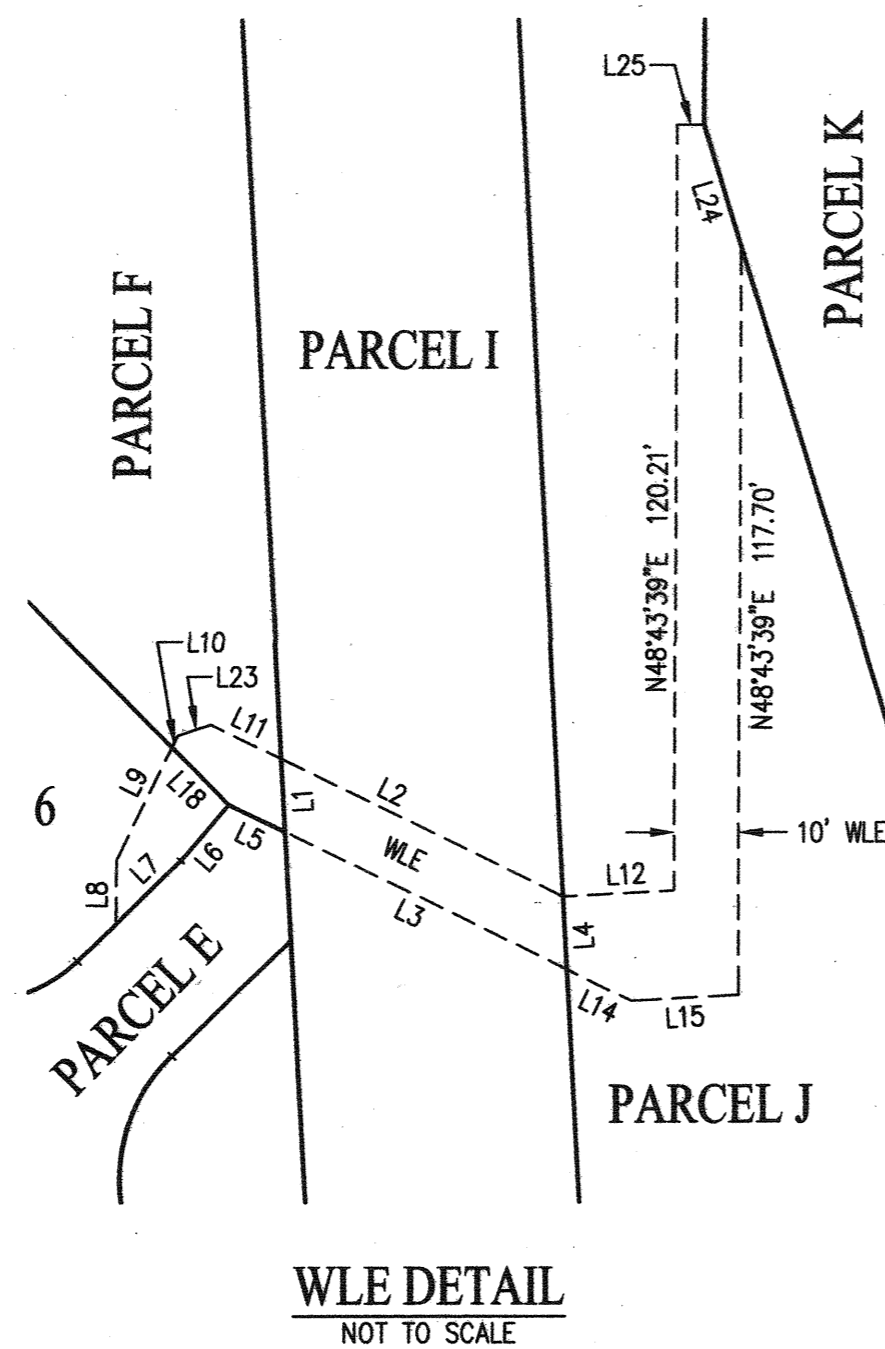 L25
PARCEL K
L24
PARCEL F
PARCEL I
N48°43'39"E 120.21'
N48°43'39"E 117.70'
L10
L23
L11
L9
L18
L1
L2
6
10' WLE
L5
WLE
L12
L7
L6
L8
L3
L4
PARCEL E
L14
L15
PARCEL J
WLE DETAIL
NOT TO SCALE